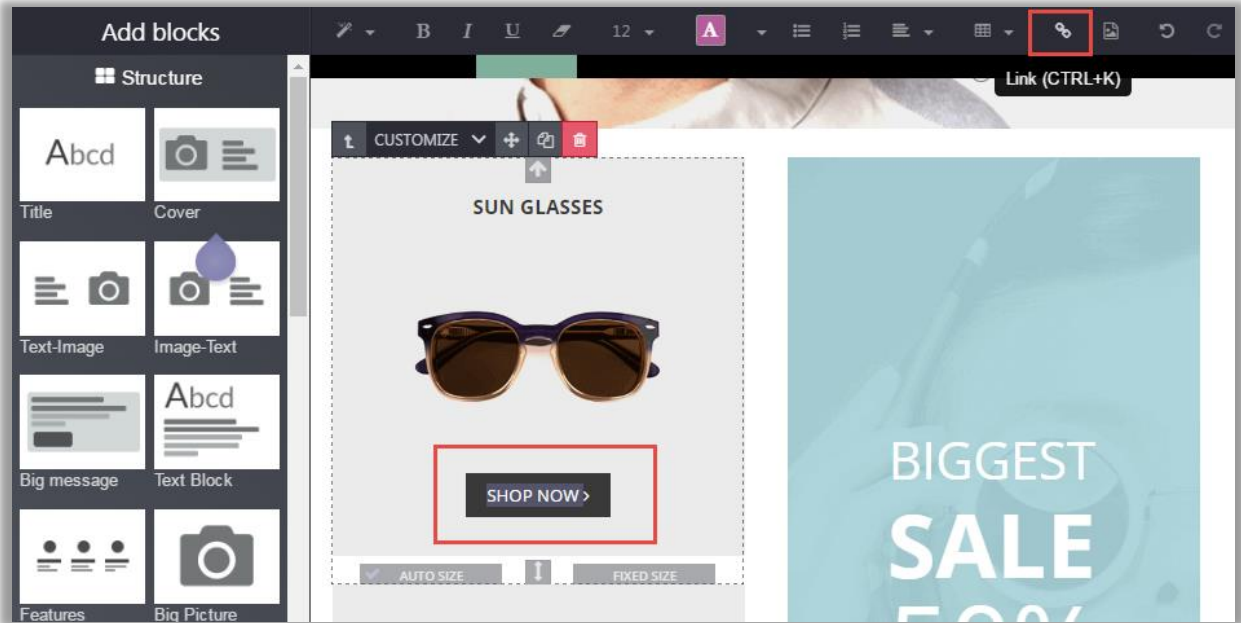 Add blocks
Structure
Abcd
Title
Cover
Text-Image
Image-Text
Big message
Abcd
Text Block
Features
Big Picture
B I U 12 A
Link (CTRL+K)
CUSTOMIZE
SUN GLASSES
SHOP NOW ›
AUTO SIZE
FIXED SIZE
BIGGEST
SALE
50%